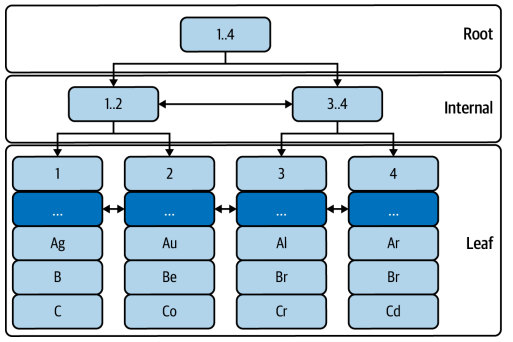 1..4
Root
1..2
3..4
Internal
1 2 3 4
... ... ... ...
Ag Au Al Ar
Leaf
B Be Br Br
C Co Cr Cd